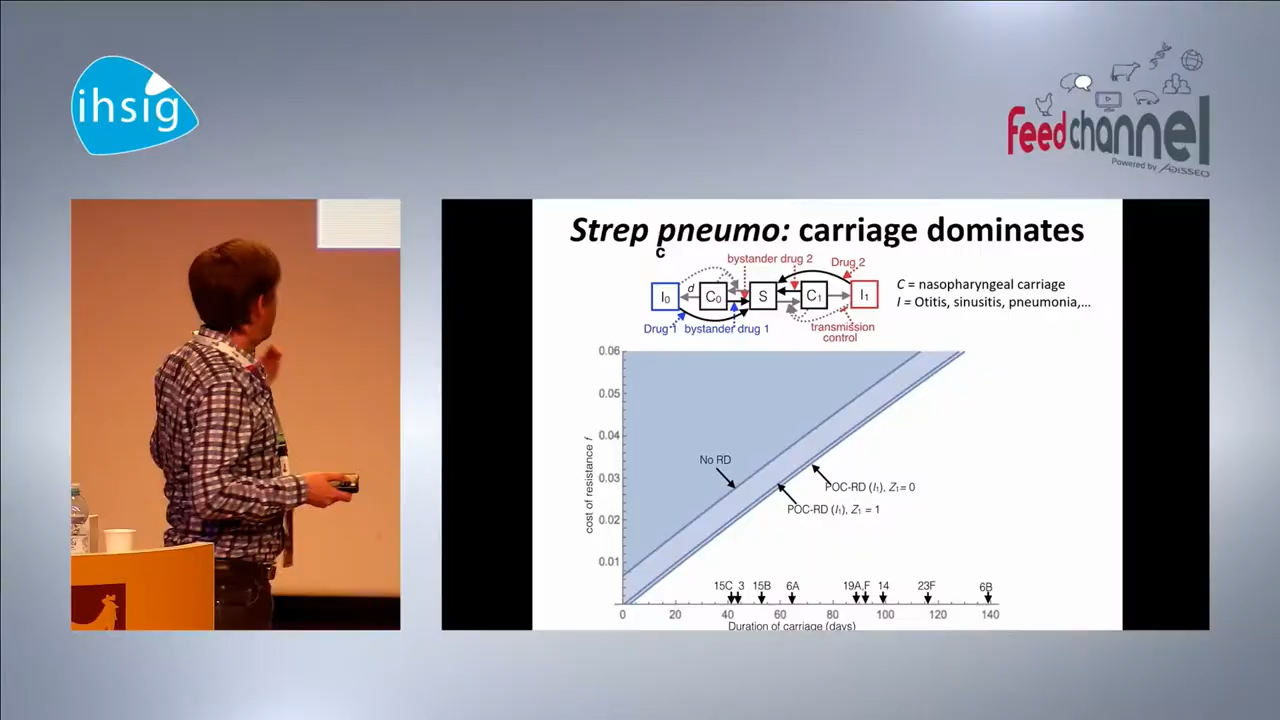 ihsig
feedchannel
Powered by ADISSEO
Strep pneumo: carriage dominates
c
bystander drug 2
Drug 2
I0
d
C0
S
C1
I1
C = nasopharyngeal carriage
I = Otitis, sinusitis, pneumonia,...
Drug 1
bystander drug 1
transmission
control
cost of resistance f
0.06
0.05
0.04
0.03
0.02
0.01
No RD
POC-RD (I1), Z1 = 0
POC-RD (I1), Z1 = 1
15C
3
15B
6A
19A,F
14
23F
6B
0
20
40
60
80
100
120
140
Duration of carriage (days)